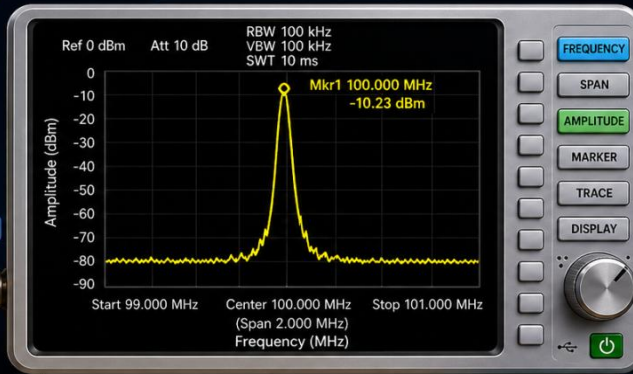 Ref 0 dBm Att 10 dB RBW 100 kHz
VBW 100 kHz
SWT 10 ms
Mkr1 100.000 MHz
-10.23 dBm
Amplitude (dBm)
0
-10
-20
-30
-40
-50
-60
-70
-80
-90
Start 99.000 MHz Center 100.000 MHz Stop 101.000 MHz
(Span 2.000 MHz)
Frequency (MHz)
FREQUENCY
SPAN
AMPLITUDE
MARKER
TRACE
DISPLAY